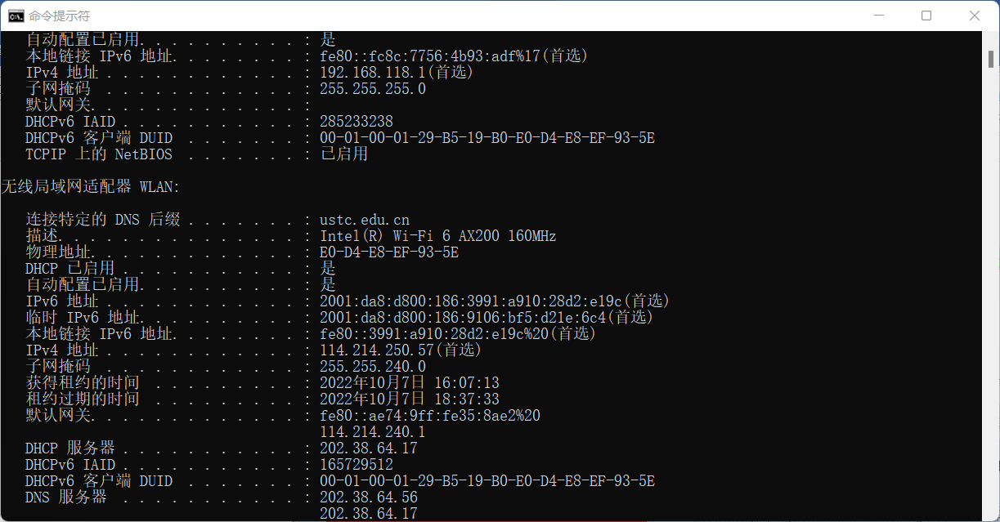 命令提示符
自动配置已启用. . . . . . . . . . : 是
本地链接 IPv6 地址. . . . . . . . : fe80::fc8c:7756:4b93:adf%17(首选)
IPv4 地址 . . . . . . . . . . . . : 192.168.118.1(首选)
子网掩码  . . . . . . . . . . . . : 255.255.255.0
默认网关. . . . . . . . . . . . . :
DHCPv6 IAID . . . . . . . . . . . : 285233238
DHCPv6 客户端 DUID  . . . . . . . : 00-01-00-01-29-B5-19-B0-E0-D4-E8-EF-93-5E
TCPIP 上的 NetBIOS  . . . . . . . : 已启用
无线局域网适配器 WLAN:
连接特定的 DNS 后缀 . . . . . . . : ustc.edu.cn
描述. . . . . . . . . . . . . . . : Intel(R) Wi-Fi 6 AX200 160MHz
物理地址. . . . . . . . . . . . . : E0-D4-E8-EF-93-5E
DHCP 已启用 . . . . . . . . . . . : 是
自动配置已启用. . . . . . . . . . : 是
IPv6 地址 . . . . . . . . . . . . : 2001:da8:d800:186:3991:a910:28d2:e19c(首选)
临时 IPv6 地址. . . . . . . . . . : 2001:da8:d800:186:9106:bf5:d21e:6c4(首选)
本地链接 IPv6 地址. . . . . . . . : fe80::3991:a910:28d2:e19c%20(首选)
IPv4 地址 . . . . . . . . . . . . : 114.214.250.57(首选)
子网掩码  . . . . . . . . . . . . : 255.255.240.0
获得租约的时间  . . . . . . . . . : 2022年10月7日 16:07:13
租约过期的时间  . . . . . . . . . : 2022年10月7日 18:37:33
默认网关. . . . . . . . . . . . . : fe80::ae74:9ff:fe35:8ae2%20
114.214.240.1
DHCP 服务器 . . . . . . . . . . . : 202.38.64.17
DHCPv6 IAID . . . . . . . . . . . : 165729512
DHCPv6 客户端 DUID  . . . . . . . : 00-01-00-01-29-B5-19-B0-E0-D4-E8-EF-93-5E
DNS 服务器  . . . . . . . . . . . : 202.38.64.56
202.38.64.17